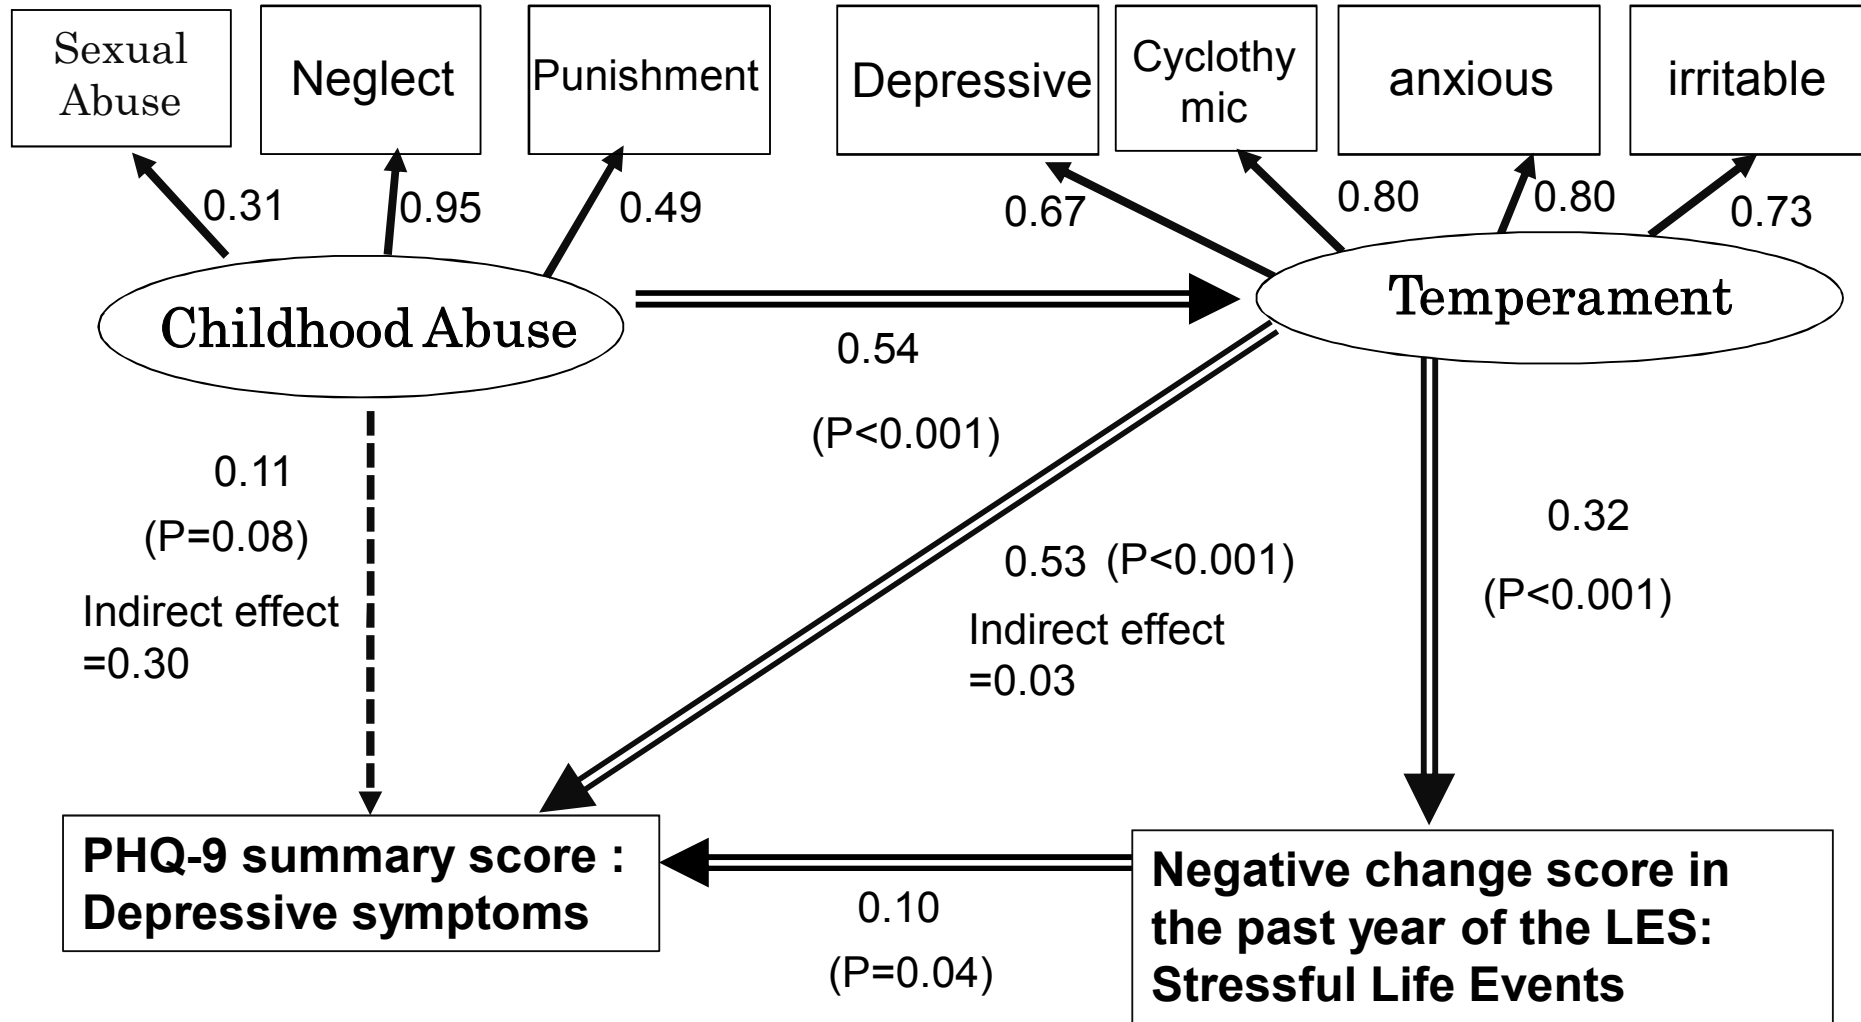 Sexual
Abuse
Neglect
Punishment
Depressive
Cyclothy
mic
anxious
irritable
0.31
0.95
0.49
0.67
0.80
0.80
0.73
Childhood Abuse
Temperament
0.54
(P<0.001)
0.11
(P=0.08)
Indirect effect
=0.30
0.53 (P<0.001)
Indirect effect
=0.03
0.32
(P<0.001)
PHQ-9 summary score :
Depressive symptoms
0.10
(P=0.04)
Negative change score in
the past year of the LES:
Stressful Life Events